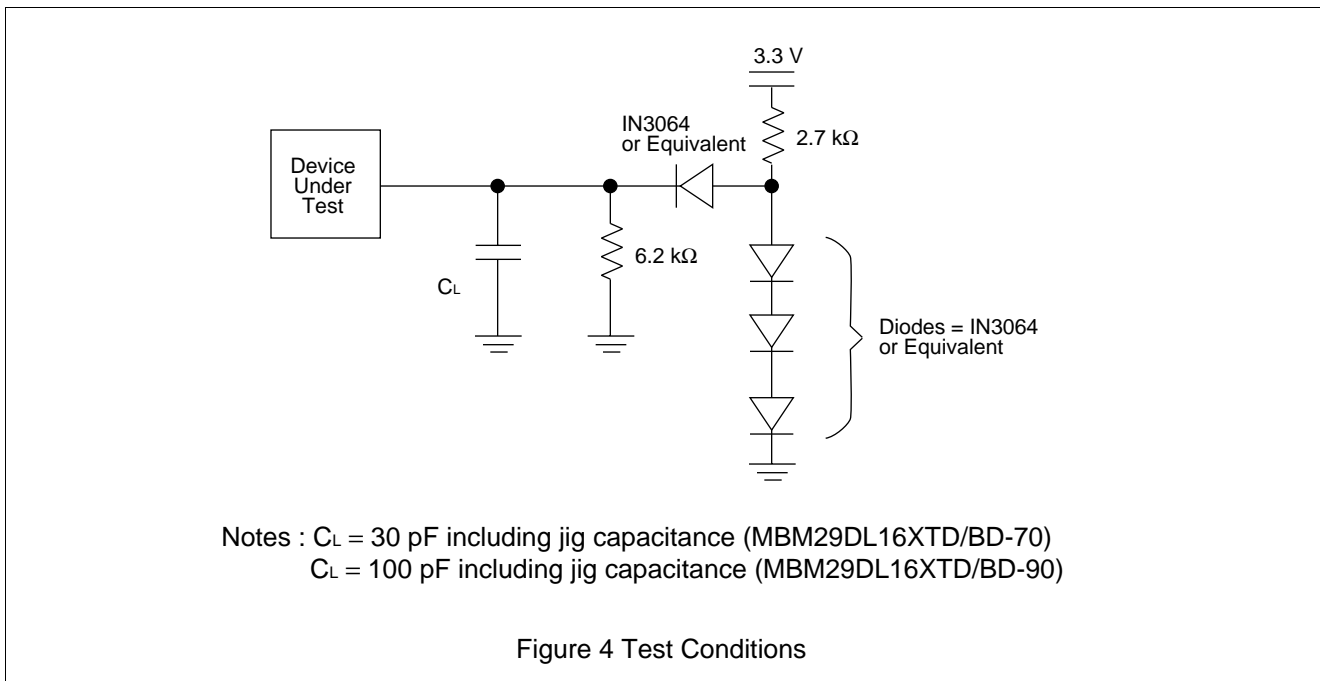 3.3 V
IN3064
or Equivalent
2.7 kΩ
Device
Under
Test
6.2 kΩ
CL
Diodes = IN3064
or Equivalent
Notes : CL = 30 pF including jig capacitance (MBM29DL16XTD/BD-70)
CL = 100 pF including jig capacitance (MBM29DL16XTD/BD-90)
Figure 4 Test Conditions